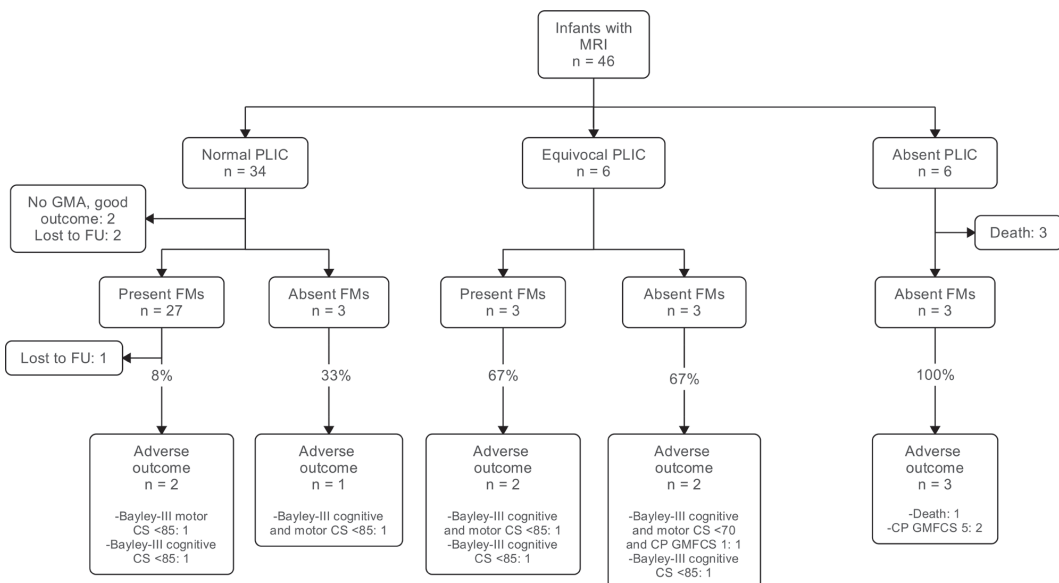 Infants with
MRI
n = 46
Normal PLIC
n = 34
Equivocal PLIC
n = 6
Absent PLIC
n = 6
No GMA, good
outcome: 2
Lost to FU: 2
Death: 3
Present FMs
n = 27
Absent FMs
n = 3
Present FMs
n = 3
Absent FMs
n = 3
Absent FMs
n = 3
Lost to FU: 1
8%
33%
67%
67%
100%
Adverse
outcome
n = 2
-Bayley-III motor
CS <85: 1
-Bayley-III cognitive
CS <85: 1
Adverse
outcome
n = 1
-Bayley-III cognitive
and motor CS <85: 1
Adverse
outcome
n = 2
-Bayley-III cognitive
and motor CS <85: 1
-Bayley-III cognitive
CS <85: 1
Adverse
outcome
n = 2
-Bayley-III cognitive
and motor CS <70
and CP GMFCS 1: 1
-Bayley-III cognitive
CS <85: 1
Adverse
outcome
n = 3
-Death: 1
-CP GMFCS 5: 2